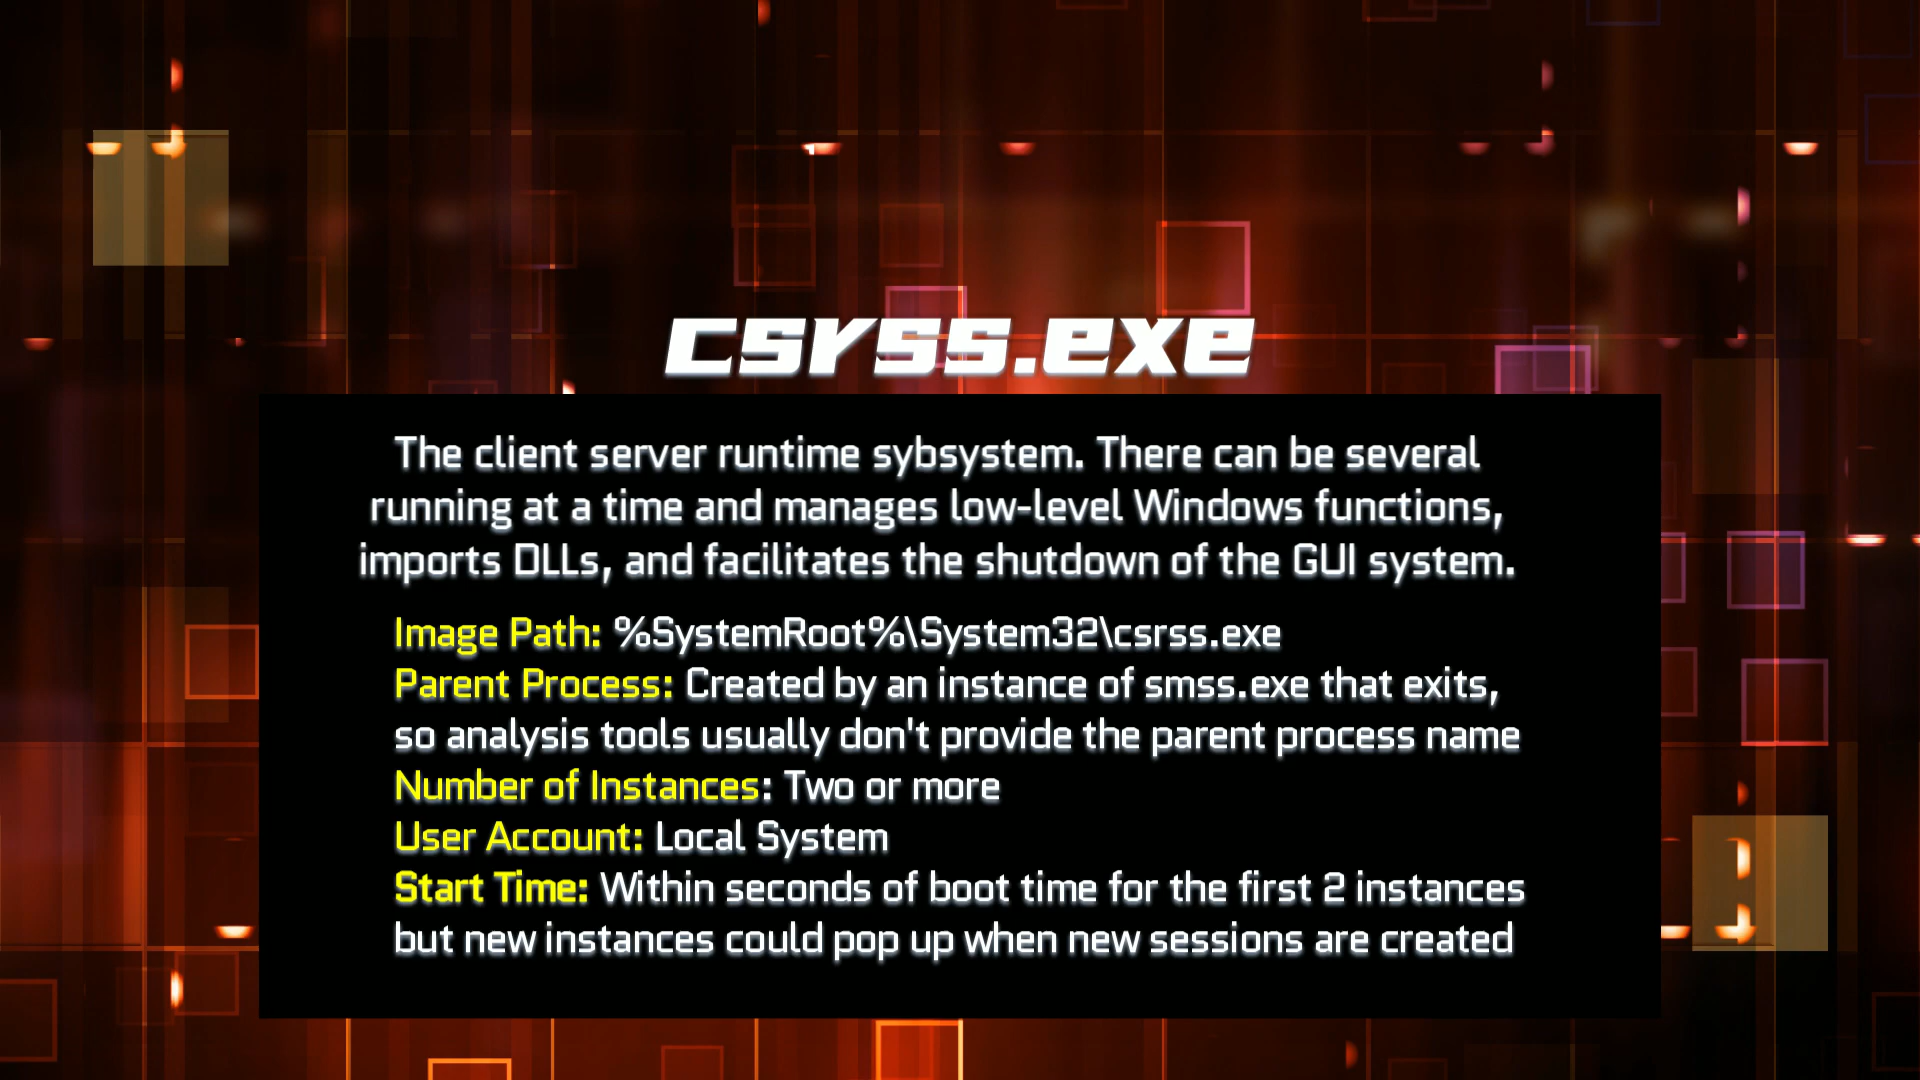 csrss.exe
The client server runtime sybsystem. There can be several
running at a time and manages low-level Windows functions,
imports DLLs, and facilitates the shutdown of the GUI system.
Image Path: %SystemRoot%\System32\csrss.exe
Parent Process: Created by an instance of smss.exe that exits,
so analysis tools usually don't provide the parent process name
Number of Instances: Two or more
User Account: Local System
Start Time: Within seconds of boot time for the first 2 instances
but new instances could pop up when new sessions are created